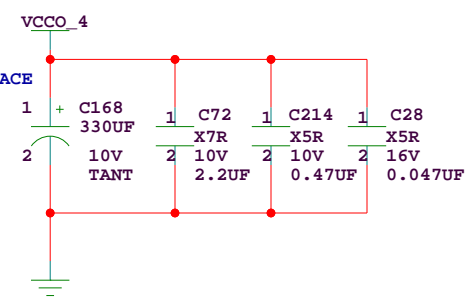 VCCO_4
ACE
1 + C168
330UF
2 10V
TANT
1 C72
X7R
2 10V
2.2UF
1 C214
X5R
2 10V
0.47UF
1 C28
X5R
2 16V
0.047UF